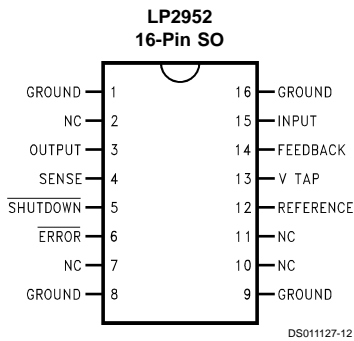 LP2952
16-Pin SO
GROUND 1 16 GROUND
NC 2 15 INPUT
OUTPUT 3 14 FEEDBACK
SENSE 4 13 V TAP
SHUTDOWN 5 12 REFERENCE
ERROR 6 11 NC
NC 7 10 NC
GROUND 8 9 GROUND
DS011127-12